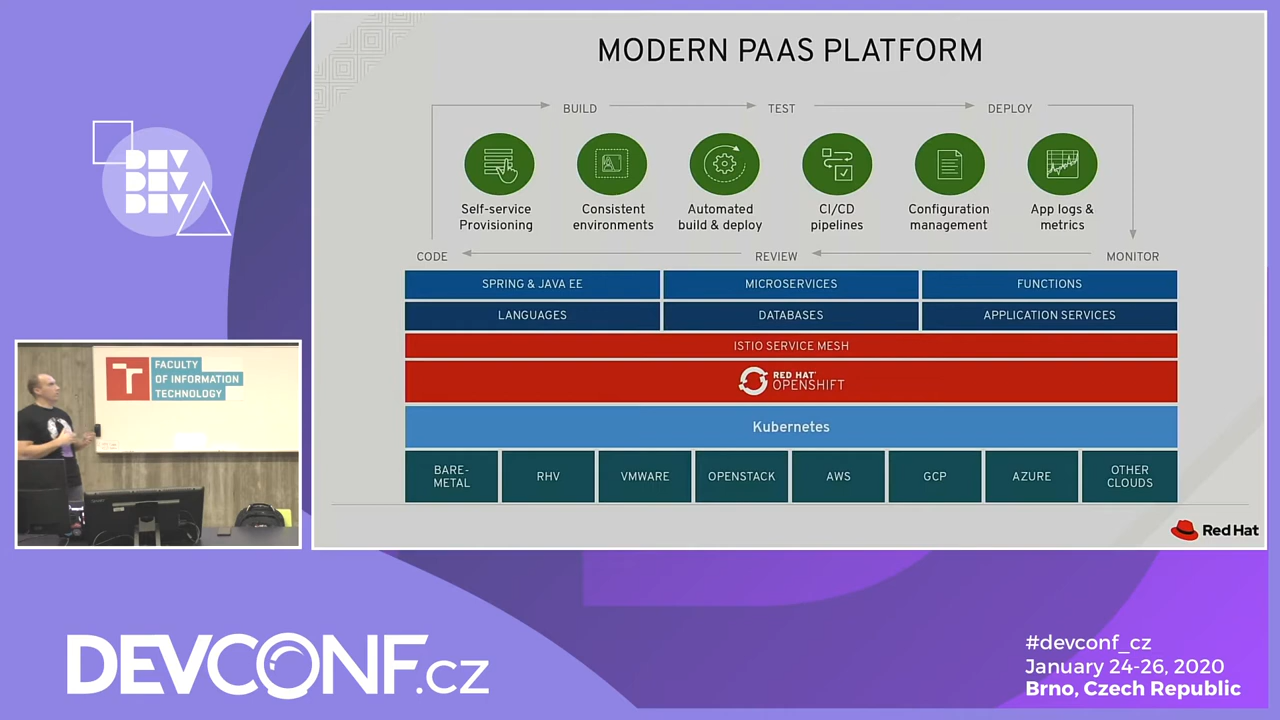 MODERN PAAS PLATFORM
BUILD
TEST
DEPLOY
Self-service
Provisioning
Consistent
environments
Automated
build & deploy
CI/CD
pipelines
Configuration
management
App logs &
metrics
CODE
REVIEW
MONITOR
SPRING & JAVA EE
MICROSERVICES
FUNCTIONS
LANGUAGES
DATABASES
APPLICATION SERVICES
ISTIO SERVICE MESH
RED HAT®
OPENSHIFT
Kubernetes
BARE-
METAL
RHV
VMWARE
OPENSTACK
AWS
GCP
AZURE
OTHER
CLOUDS
Red Hat
DEV
DEV
DEV
FACULTY
OF INFORMATION
TECHNOLOGY
DEVCONF.cz
#devconf_cz
January 24-26, 2020
Brno, Czech Republic